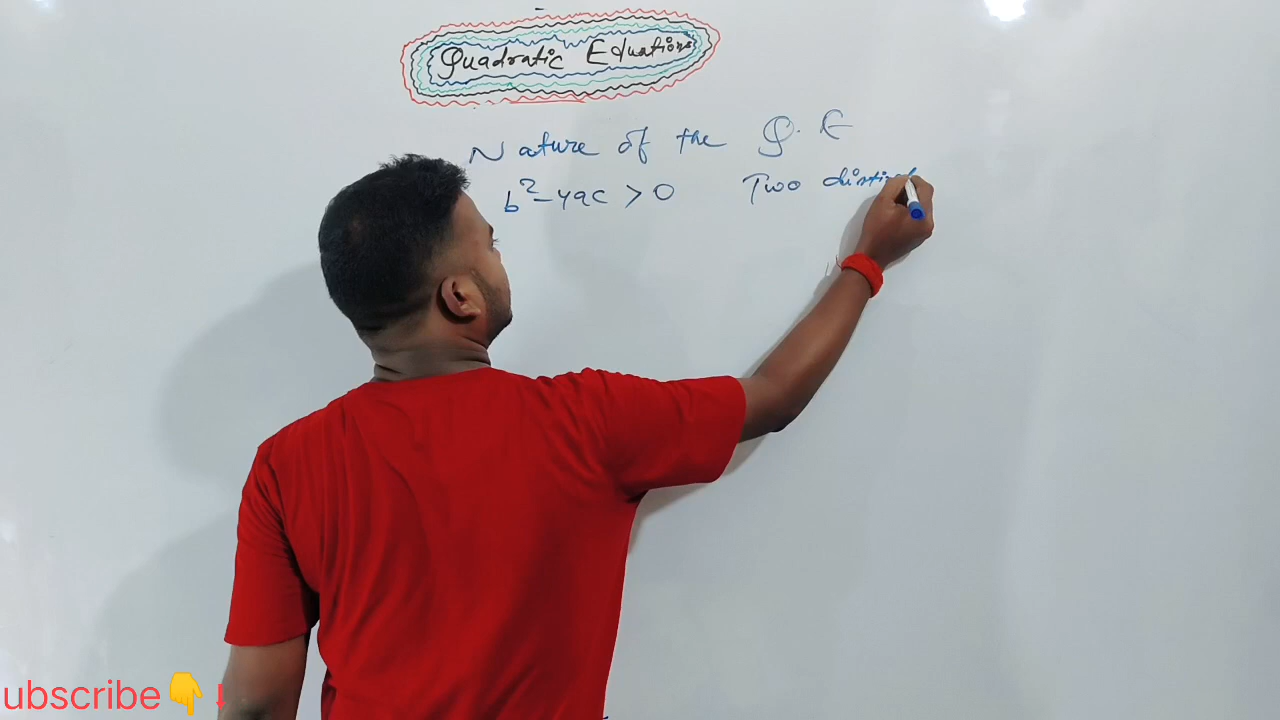 Quadratic Equations
Nature of the Q. E
b²-4ac > 0 Two distinct
ubscribe👇⬇